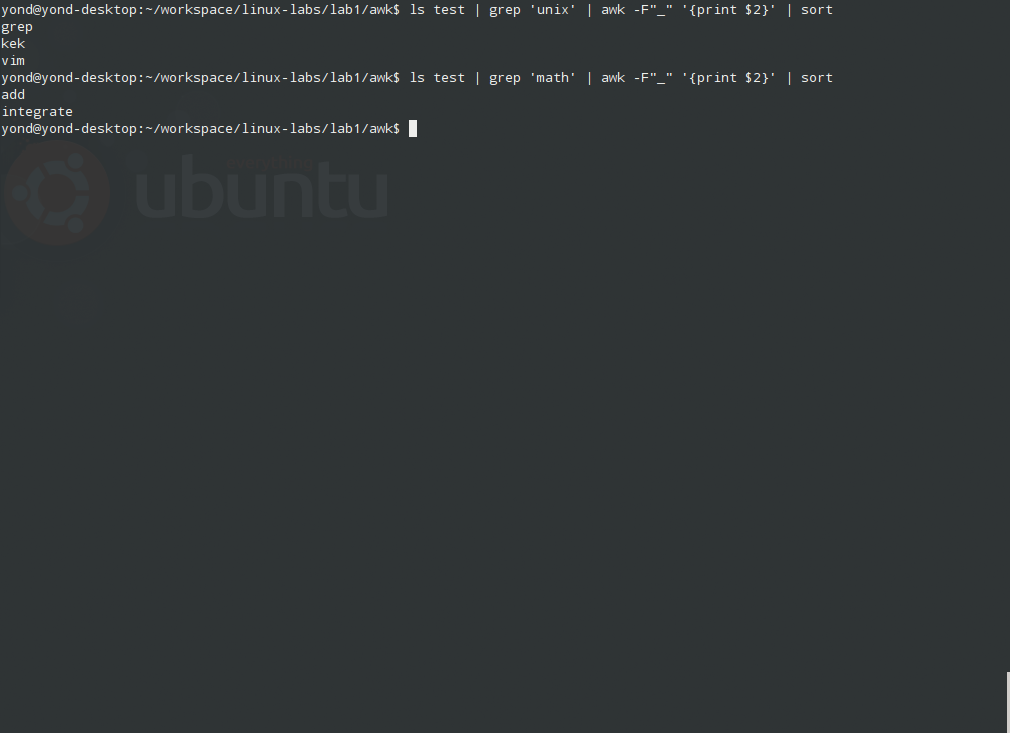 yond@yond-desktop:~/workspace/linux-labs/lab1/awk$ ls test | grep 'unix' | awk -F"_" '{print $2}' | sort
grep
kek
vim
yond@yond-desktop:~/workspace/linux-labs/lab1/awk$ ls test | grep 'math' | awk -F"_" '{print $2}' | sort
add
integrate
yond@yond-desktop:~/workspace/linux-labs/lab1/awk$
ubuntu